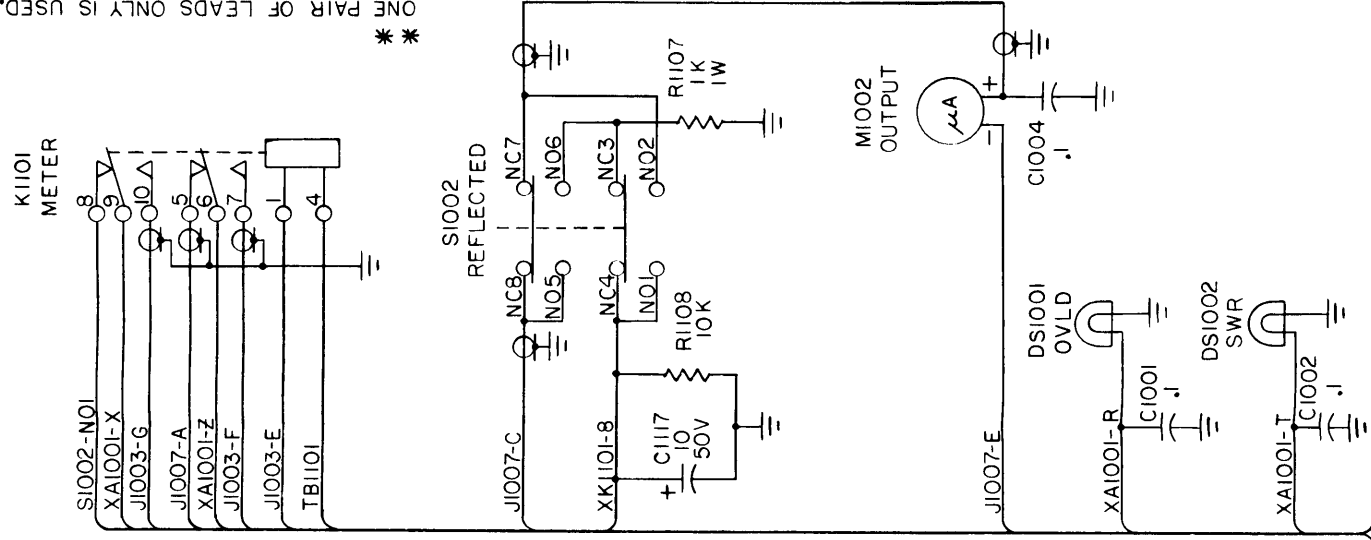 ONE PAIR OF LEADS ONLY IS USED.
**
K1101
METER
8
9
10
5
6
7
1
4
S1002-NO1
XA1001-X
J1003-G
J1007-A
XA1001-Z
J1003-F
J1003-E
TB1101
S1002
REFLECTED
NC7
NO6
NC3
NO2
NC8
NO5
NC4
NO1
R1107
1K
1W
R1108
10K
C1117
10
50V
+
J1007-C
XK1101-8
M1002
OUTPUT
μA
+
-
C1004
.1
J1007-E
DS1001
OVLD
XA1001-R
C1001
.1
DS1002
SWR
XA1001-T
C1002
.1